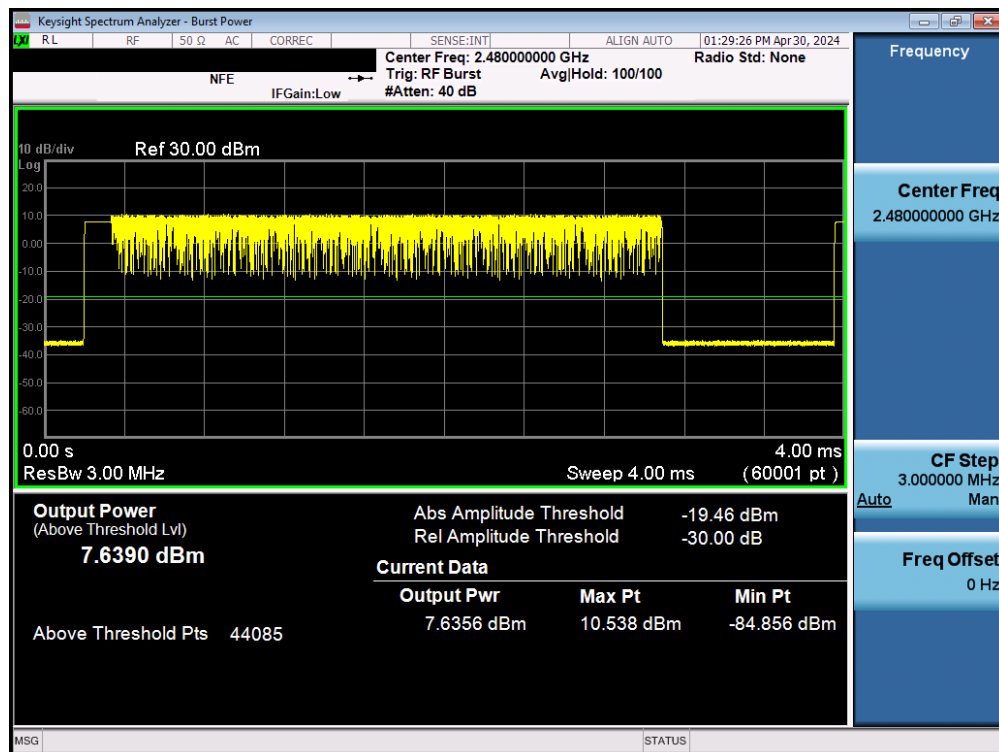 Keysight Spectrum Analyzer - Burst Power
LXI RL RF 50 Ω AC CORREC SENSE:INT ALIGN AUTO 01:29:26 PM Apr 30, 2024
Center Freq: 2.480000000 GHz Radio Std: None
NFE Trig: RF Burst Avg|Hold: 100/100
IFGain:Low #Atten: 40 dB
10 dB/div Ref 30.00 dBm
Log
20.0
10.0
0.00
-10.0
-20.0
-30.0
-40.0
-50.0
-60.0
0.00 s 4.00 ms
ResBw 3.00 MHz Sweep 4.00 ms (60001 pt )
Output Power
(Above Threshold Lvl)
7.6390 dBm
Above Threshold Pts 44085
Abs Amplitude Threshold -19.46 dBm
Rel Amplitude Threshold -30.00 dB
Current Data
Output Pwr Max Pt Min Pt
7.6356 dBm 10.538 dBm -84.856 dBm
MSG STATUS
Frequency
Center Freq
2.480000000 GHz
CF Step
3.000000 MHz
Auto Man
Freq Offset
0 Hz